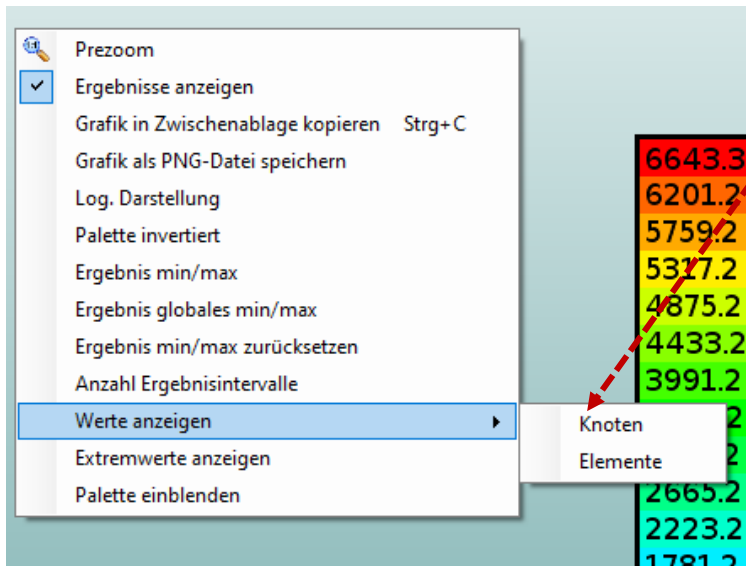 Prezoom
Ergebnisse anzeigen
Grafik in Zwischenablage kopieren Strg+C
Grafik als PNG-Datei speichern
Log. Darstellung
Palette invertiert
Ergebnis min/max
Ergebnis globales min/max
Ergebnis min/max zurücksetzen
Anzahl Ergebnisintervalle
Werte anzeigen
Extremwerte anzeigen
Palette einblenden
Knoten
Elemente
6643.3
6201.2
5759.2
5317.2
4875.2
4433.2
3991.2
2665.2
2223.2
1781.2